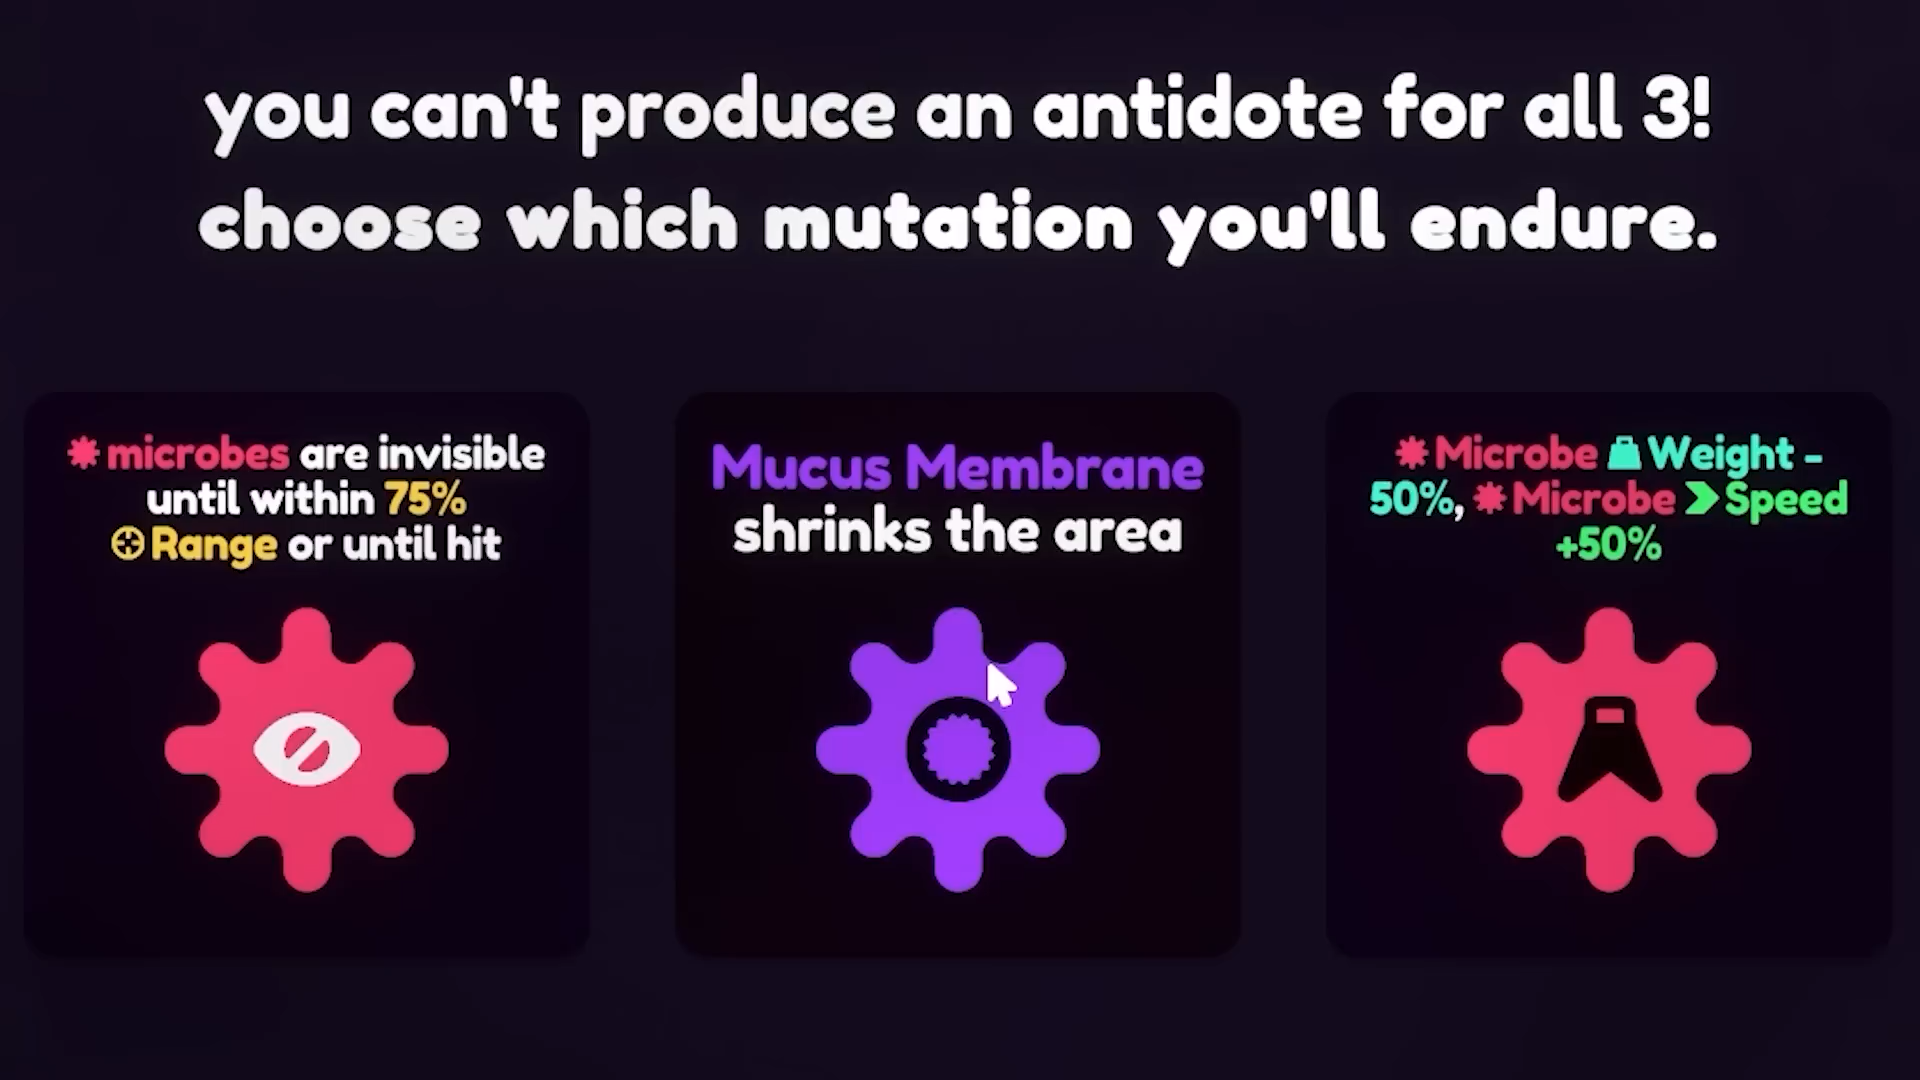 you can't produce an antidote for all 3!
choose which mutation you'll endure.
microbes are invisible
until within 75%
Range or until hit
Mucus Membrane
shrinks the area
Microbe Weight -
50%, Microbe Speed
+50%